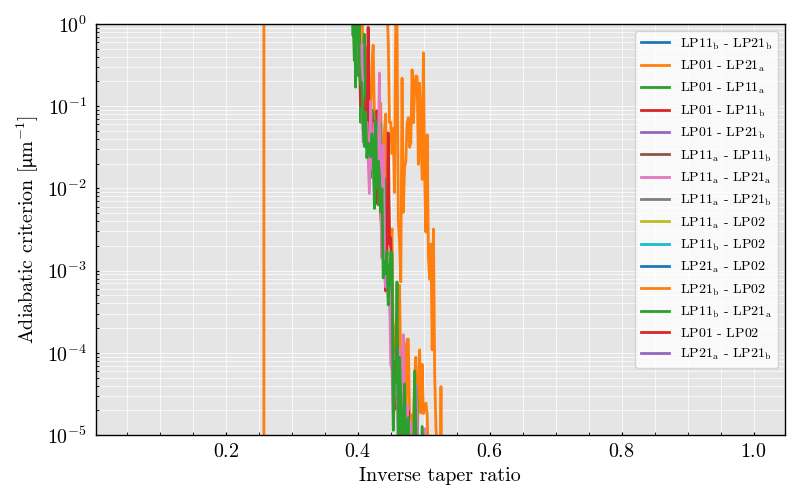 Adiabatic criterion [µm⁻¹]
10⁰
10⁻¹
10⁻²
10⁻³
10⁻⁴
10⁻⁵
LP11b - LP21b
LP01 - LP21a
LP01 - LP11a
LP01 - LP11b
LP01 - LP21b
LP11a - LP11b
LP11a - LP21a
LP11a - LP21b
LP11a - LP02
LP11b - LP02
LP21a - LP02
LP21b - LP02
LP11b - LP21a
LP01 - LP02
LP21a - LP21b
0.2 0.4 0.6 0.8 1.0
Inverse taper ratio